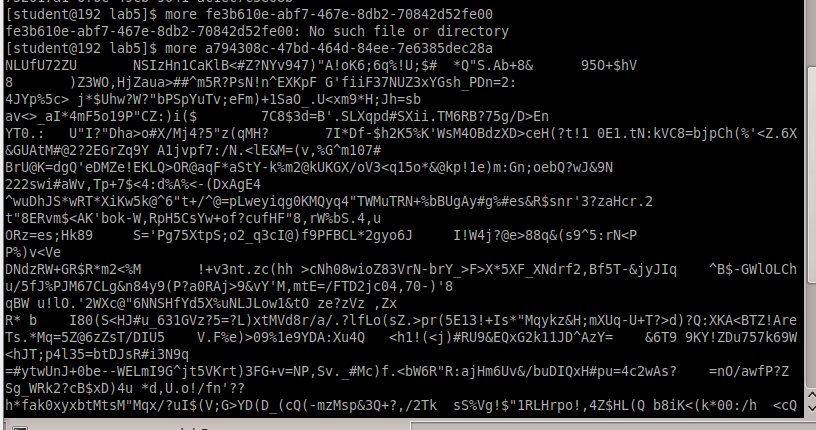 [student@192 lab5]$ more fe3b610e-abf7-467e-8db2-70842d52fe00
fe3b610e-abf7-467e-8db2-70842d52fe00: No such file or directory
[student@192 lab5]$ more a794308c-47bd-464d-84ee-7e6385dec28a
NLUfU72ZU       NSIzHn1CaKlB<#Z?NYv947)"A!oK6;6q%!U;$#  *Q"S.Ab+8&      95O+$hV
8       )Z3WO,HjZaua>##^m5R?PsN!n^EXKpF G'fiiF37NUZ3xYGsh_PDn=2:
4JYp%5c> j*$Uhw?W?"bPSpYuTv;eFm)+1SaO_.U<xm9*H;Jh=sb
av<>_aI*4mF5o19P"CZ:)i($        7C8$3d=B'.SLXqpd#SXii.TM6RB?75g/D>En
YT0.:   U"I?"Dha>o#X/Mj4?5"z(qMH?       7I*Df-$h2K5%K'WsM4OBdzXD>ceH(?t!1 0E1.tN:kVC8=bjpCh(%'<Z.6X
&GUAtM#@2?2EGrZq9Y A1jvpf7:/N.<lE&M=(v,%G^m107#
BrU@K=dgQ'eDMZe!EKLQ>OR@aqF*aStY-k%m2@kUKGX/oV3<q15o*&@kp!1e)m:Gn;oebQ?wJ&9N
222swi#aWv,Tp+7$<4:d%A%<-(DxAgE4
^wuDhJS*wRT*XiKw5k@^6"t+/^@=pLweyiqg0KMQyq4"TWMuTRN+%bBUgAy#g%#es&R$snr'3?zaHcr.2
t"8ERvm$<AK'bok-W,RpH5CsYw+of?cufHF"8,rW%bS.4,u
ORz=es;Hk89     S='Pg75XtpS;o2_q3cI@)f9PFBCL*2gyo6J     I!W4j?@e>88q&(s9^5:rN<P
P%)v<Ve
DNdzRW+GR$R*m2<%M       !+v3nt.zc(hh >cNh08wioZ83VrN-brY_>F>X*5XF_XNdrf2,Bf5T-&jyJIq    ^B$-GWlOLCh
u/5fJ%PJM67CLg&n84y9(P?a0RAj>9&vY'M,mtE=/FTD2jc04,70-)'8
qBW u!lO.'2WXc@"6NNSHfYd5X%uNLJLow1&tO ze?zVz ,Zx
R* b    I80(S<HJ#u_631GVz?5=?L)xtMVd8r/a/.?lfLo(sZ.>pr(5E13!+Is*"Mqykz&H;mXUq-U+T?>d)?Q:XKA<BTZ!Are
Ts.*Mq=5Z@6zZsT/DIU5    V.F%e)>09%1e9YDA:Xu4Q   <h1!(<j)#RU9&EQxG2k11JD^AzY=    &6T9 9KY!ZDu757k69W
<hJT;p4l35=btDJsR#i3N9q
=#ytwUnJ+0be--WELmI9G^jt5VKrt)3FG+v=NP,Sv._#Mc)f.<bW6R"R:ajHm6Uv&/buDIQxH#pu=4c2wAs?    =nO/awfP?Z
Sg_WRk2?cB$xD)4u *d,U.o!/fn'??
h*fak0xyxbtMtsM"Mqx/?uI$(V;G>YD(D_(cQ(-mzMsp&3Q+?,/2Tk  sS%Vg!$"1RLHrpo!,4Z$HL(Q b8iK<(k*00:/h  <cQ